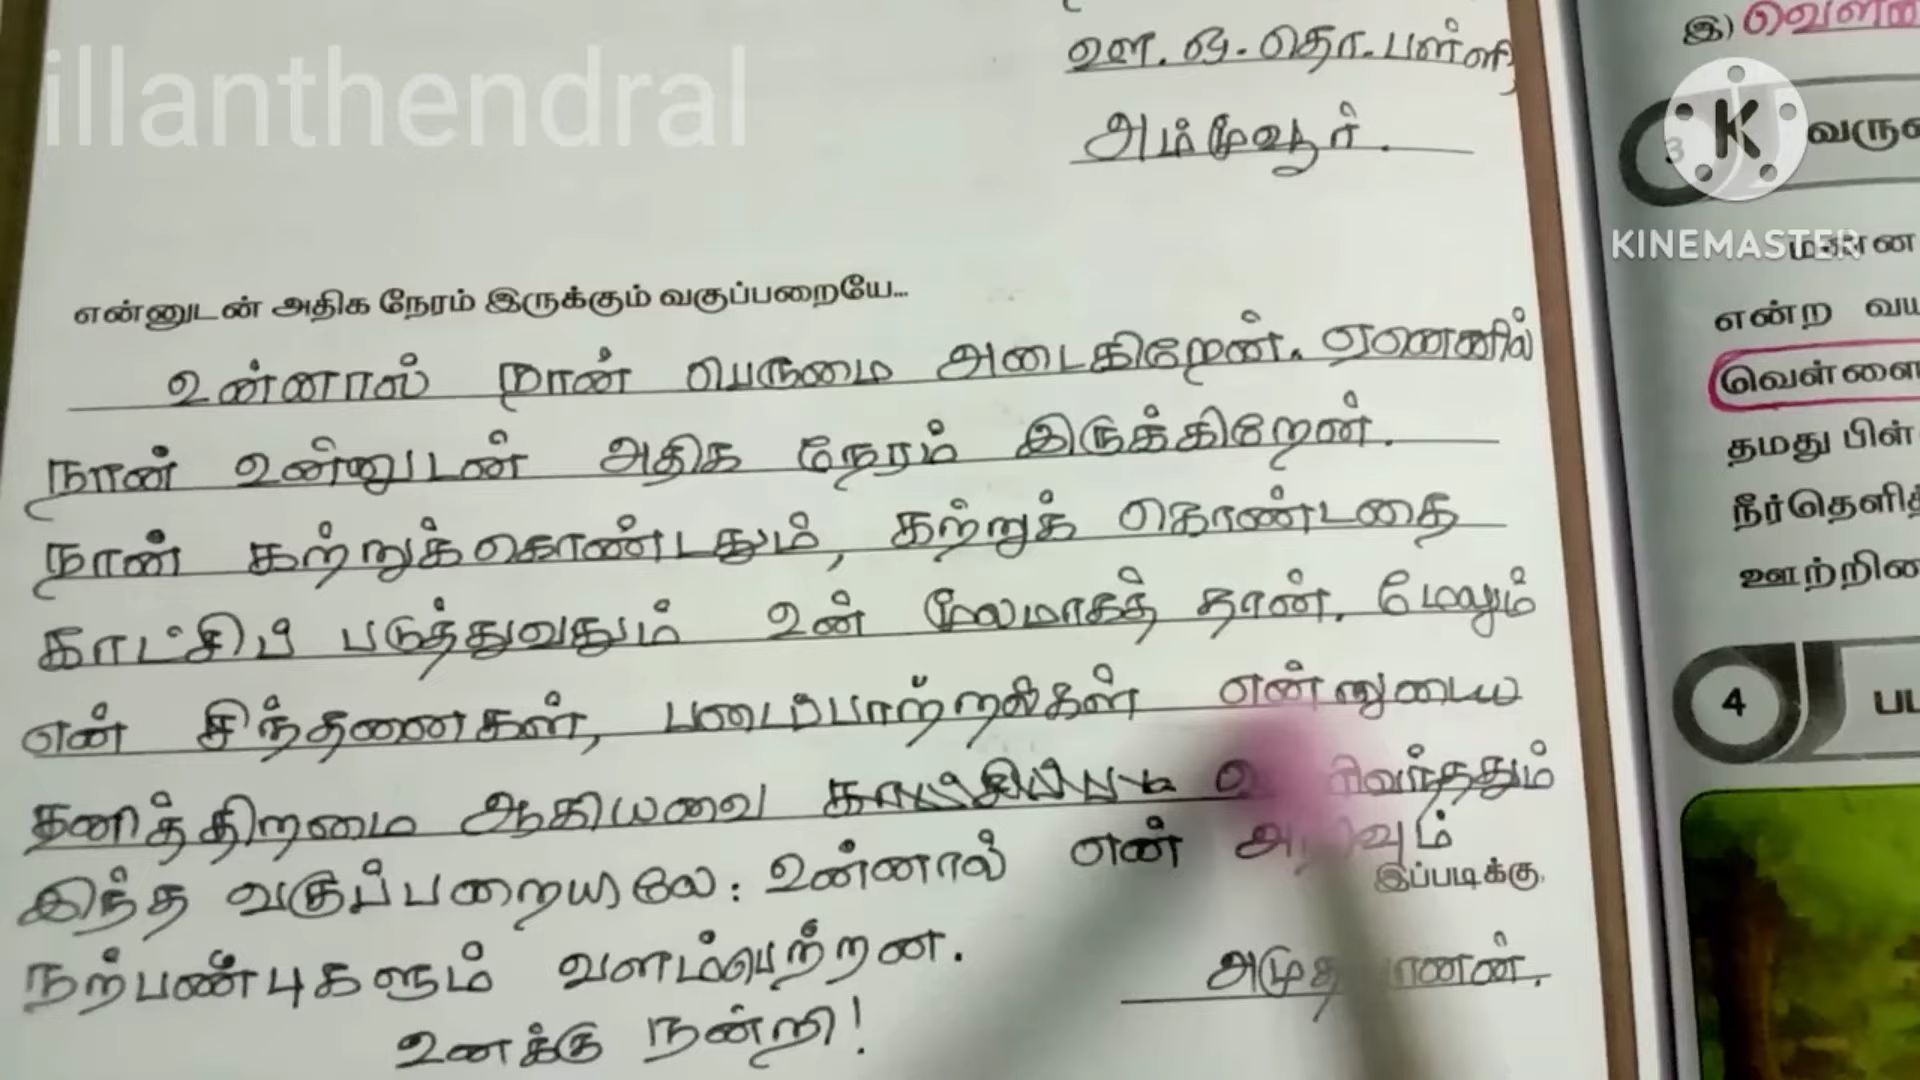 illanthendral
ஊ. ஒ. தொ. பள்ளி,
அம்மூவூர்.
என்னுடன் அதிக நேரம் இருக்கும் வகுப்பறையே...
உன்னால் நான் பெருமை அடைகிறேன். ஏனெனில்
நான் உன்னுடன் அதிக நேரம் இருக்கிறேன்.
நான் கற்றுக்கொண்டதும், கற்றுக் கொண்டதை
காட்சிப் படுத்துவதும் உன் மூலமாகத் தான். மேலும்
என் சிந்தனைகள், படைப்பாற்றல்கள் என்னுடைய
தனித்திறமை ஆகியவை
இந்த வகுப்பறையிலே. உன்னால் என்
இப்படிக்கு,
நற்பண்புகளும் வளம்பெற்றன.
உனக்கு நன்றி!
இ)
3
KINEMASTER
என்ற
வெள்ளை
தமது பிள்
நீர்தெளித்
ஊற்றின
4